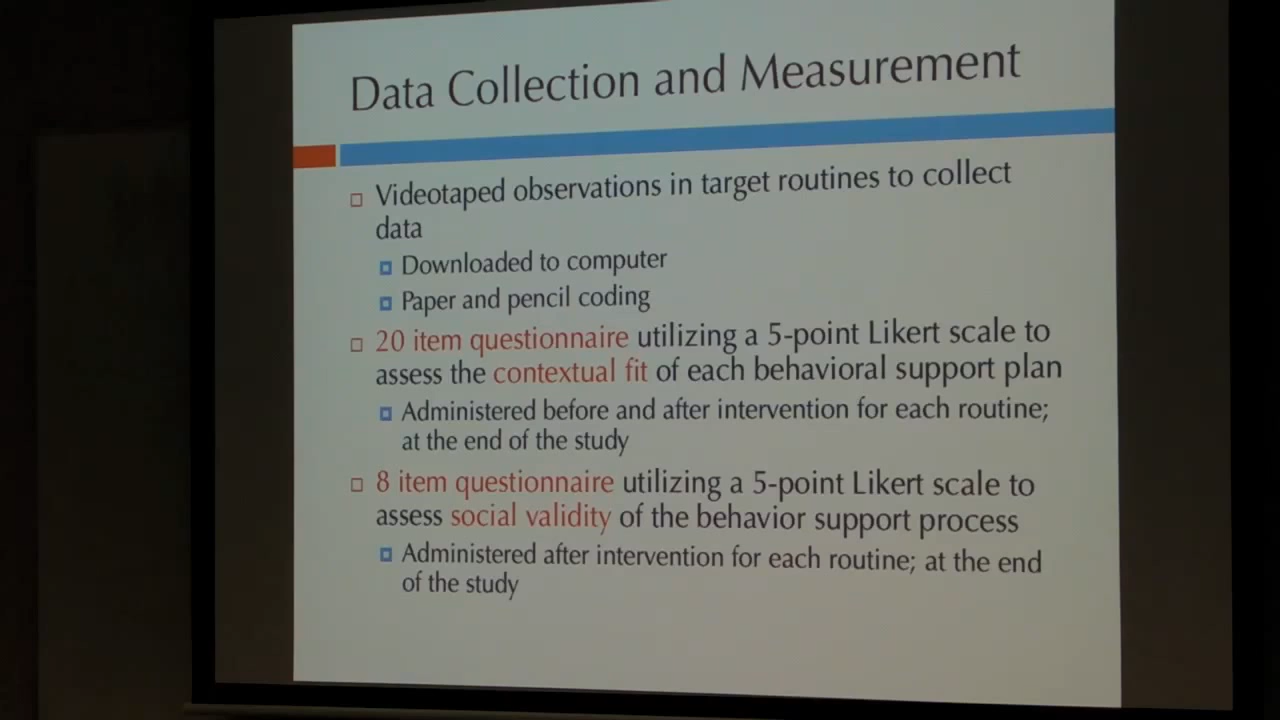 Data Collection and Measurement
Videotaped observations in target routines to collect
data
Downloaded to computer
Paper and pencil coding
20 item questionnaire utilizing a 5-point Likert scale to
assess the contextual fit of each behavioral support plan
Administered before and after intervention for each routine;
at the end of the study
8 item questionnaire utilizing a 5-point Likert scale to
assess social validity of the behavior support process
Administered after intervention for each routine; at the end
of the study